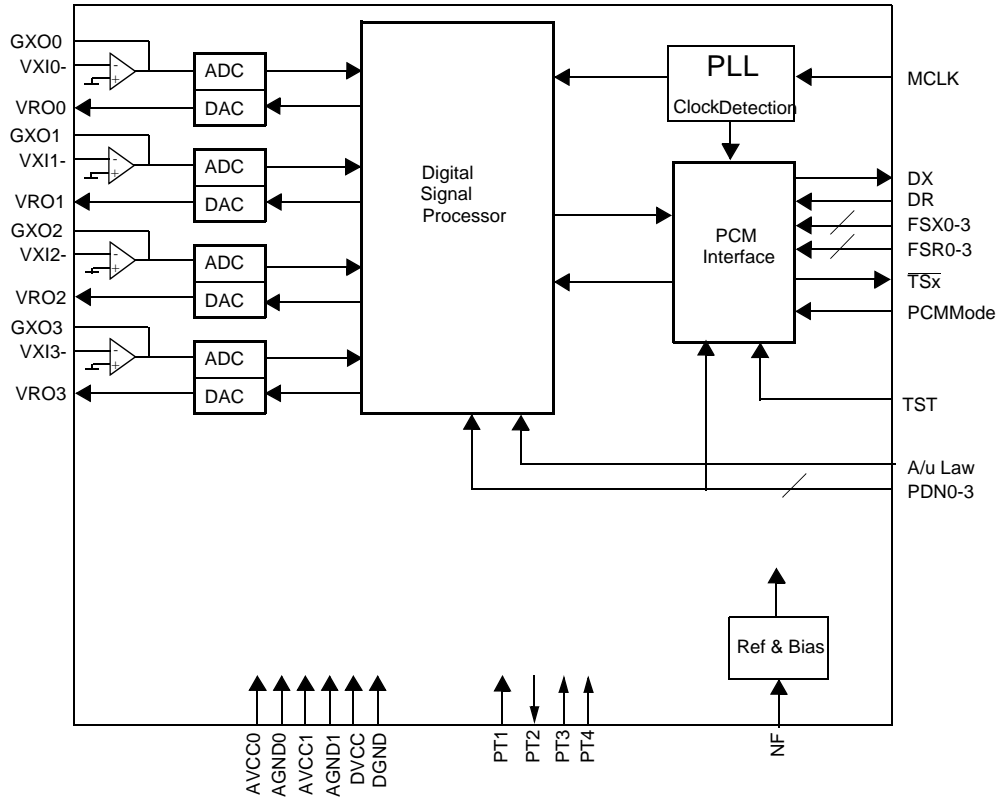 GXO0
VXI0-
-
+
ADC
DAC
VRO0
GXO1
VXI1-
-
+
ADC
DAC
VRO1
GXO2
VXI2-
-
+
ADC
DAC
VRO2
GXO3
VXI3-
-
+
ADC
DAC
VRO3
Digital
Signal
Processor
PLL
ClockDetection
PCM
Interface
MCLK
DX
DR
FSX0-3
FSR0-3
TSx
PCMMode
TST
A/u Law
PDN0-3
Ref & Bias
AVCC0
AGND0
AVCC1
AGND1
DVCC
DGND
PT1
PT2
PT3
PT4
NF